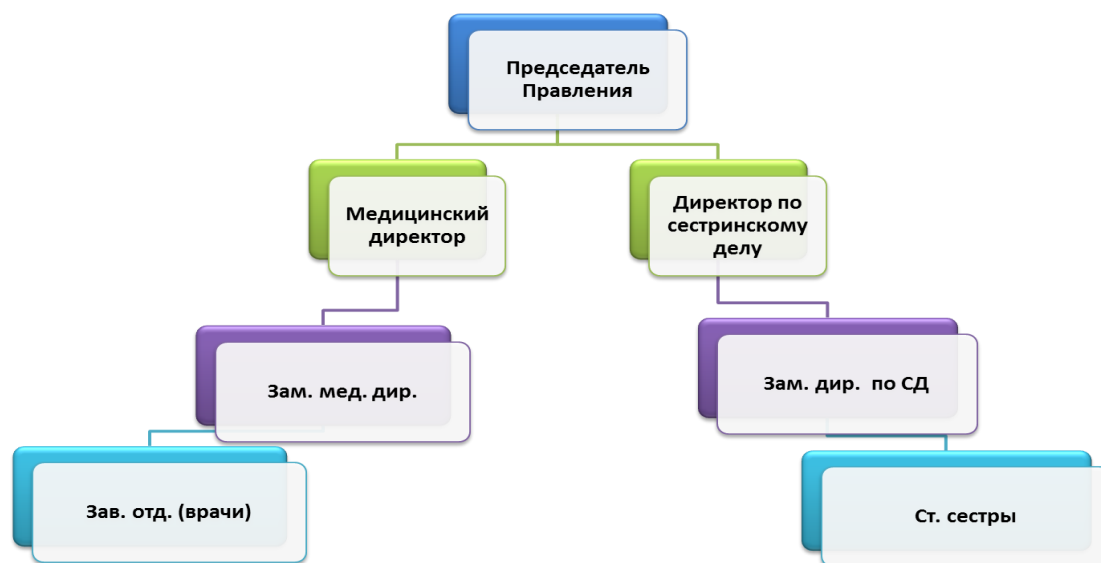 Председатель
Правления
Медицинский
директор
Директор по
сестринскому
делу
Зам. мед. дир.
Зам. дир.  по СД
Зав. отд. (врачи)
Ст. сестры